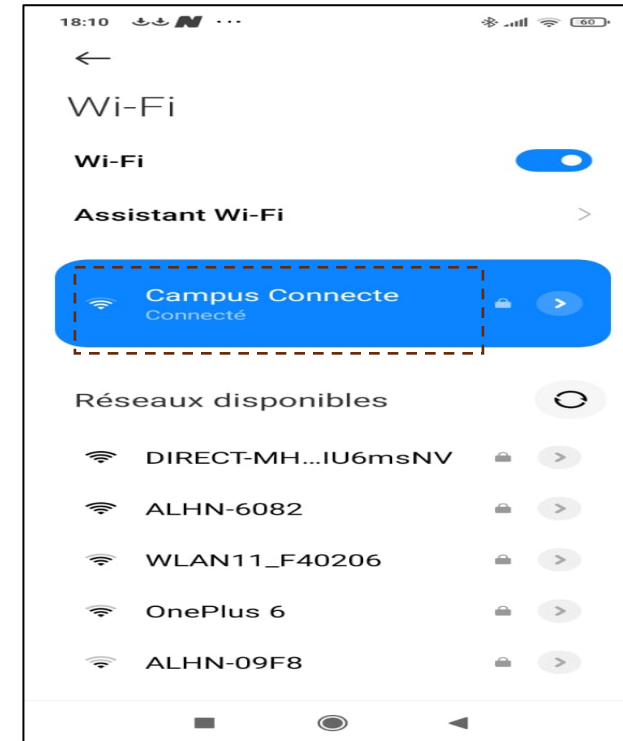 18:10
60
Wi-Fi
Wi-Fi
Assistant Wi-Fi
Campus Connecte
Connecté
Réseaux disponibles
DIRECT-MH...IU6msNV
ALHN-6082
WLAN11_F40206
OnePlus 6
ALHN-09F8